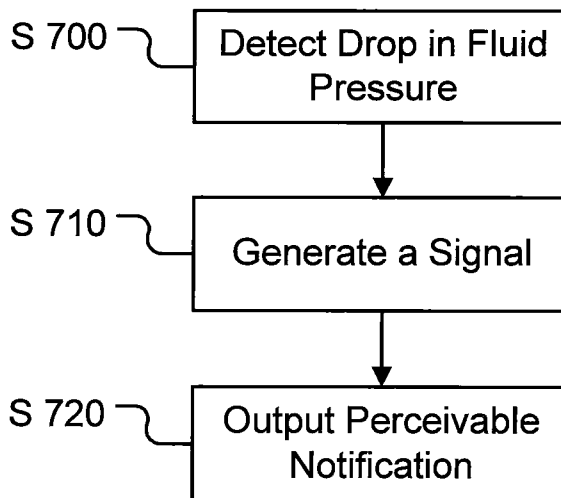 S 700
Detect Drop in Fluid
Pressure
S 710
Generate a Signal
S 720
Output Perceivable
Notification